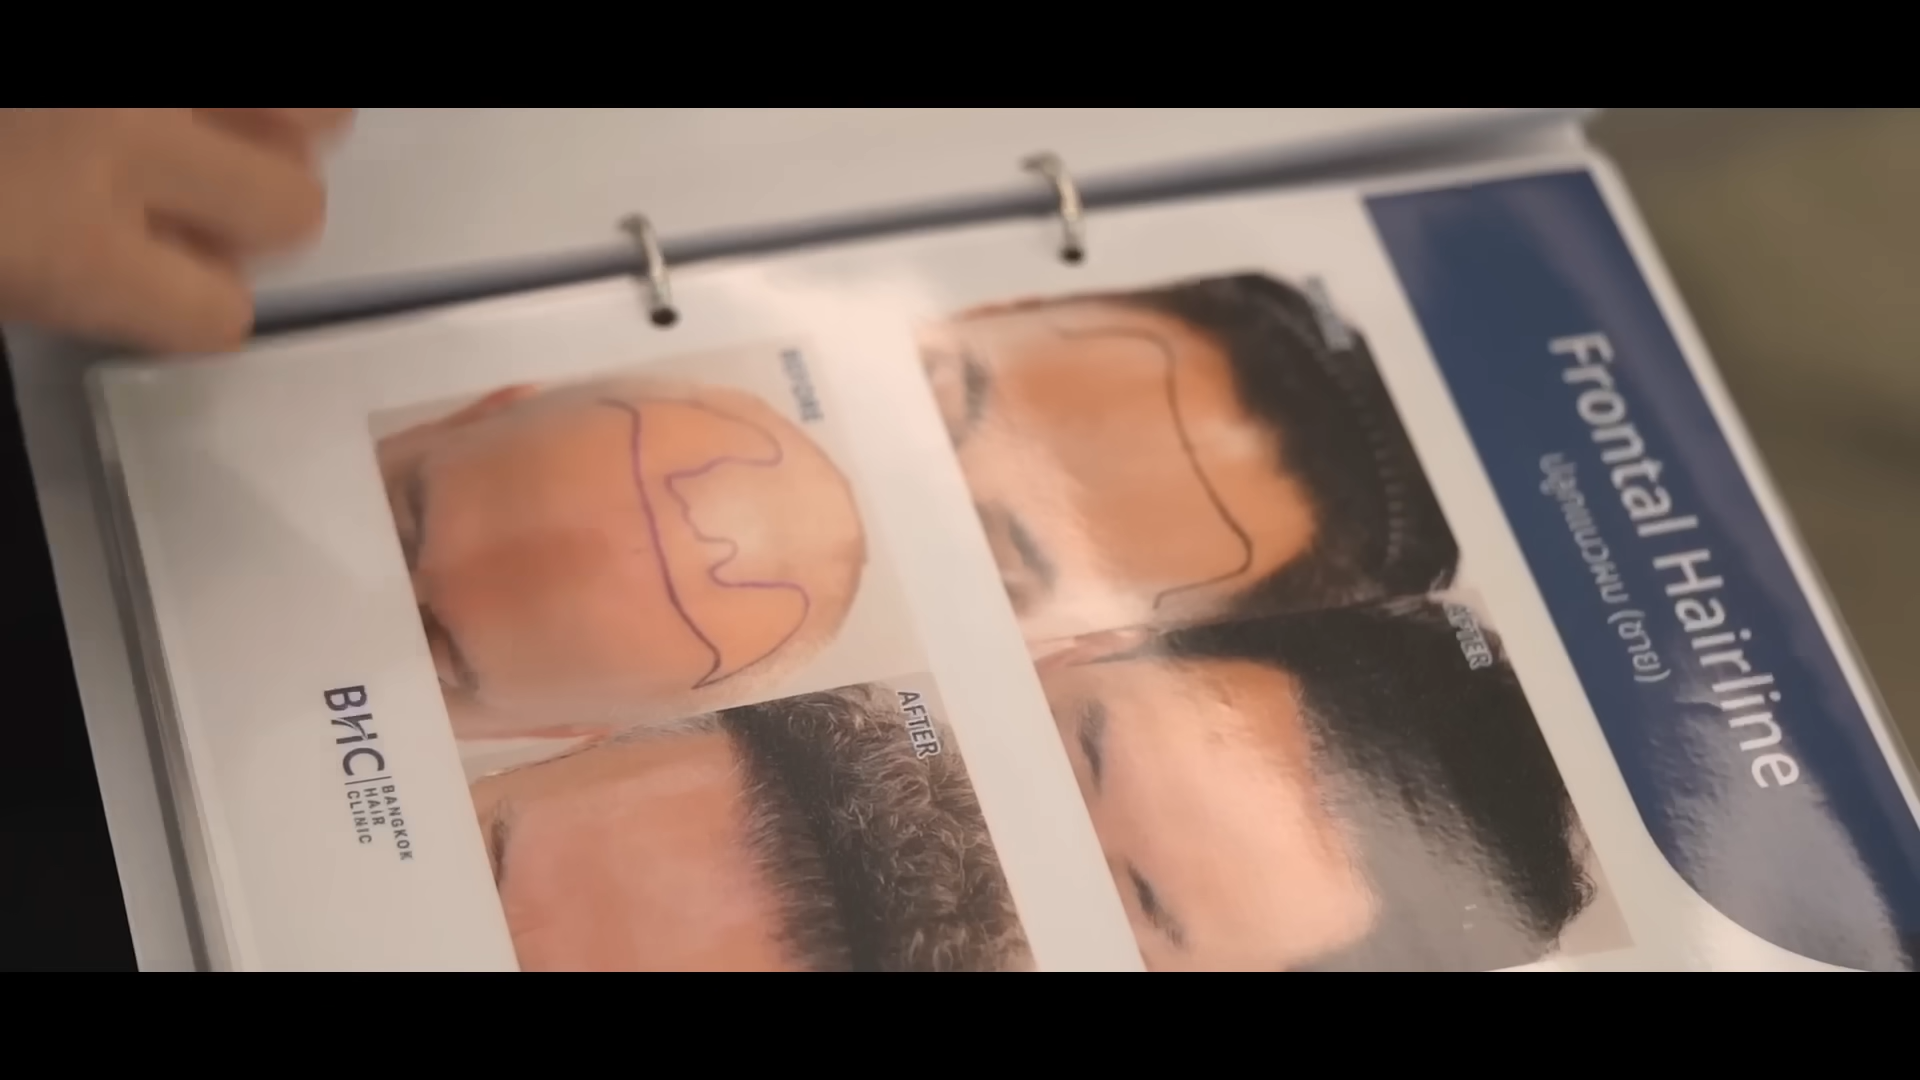 Frontal Hairline
ปลูกแนวผม (ชาย)
BEFORE
AFTER
BEFORE
AFTER
BHC
BANGKOK
HAIR
CLINIC